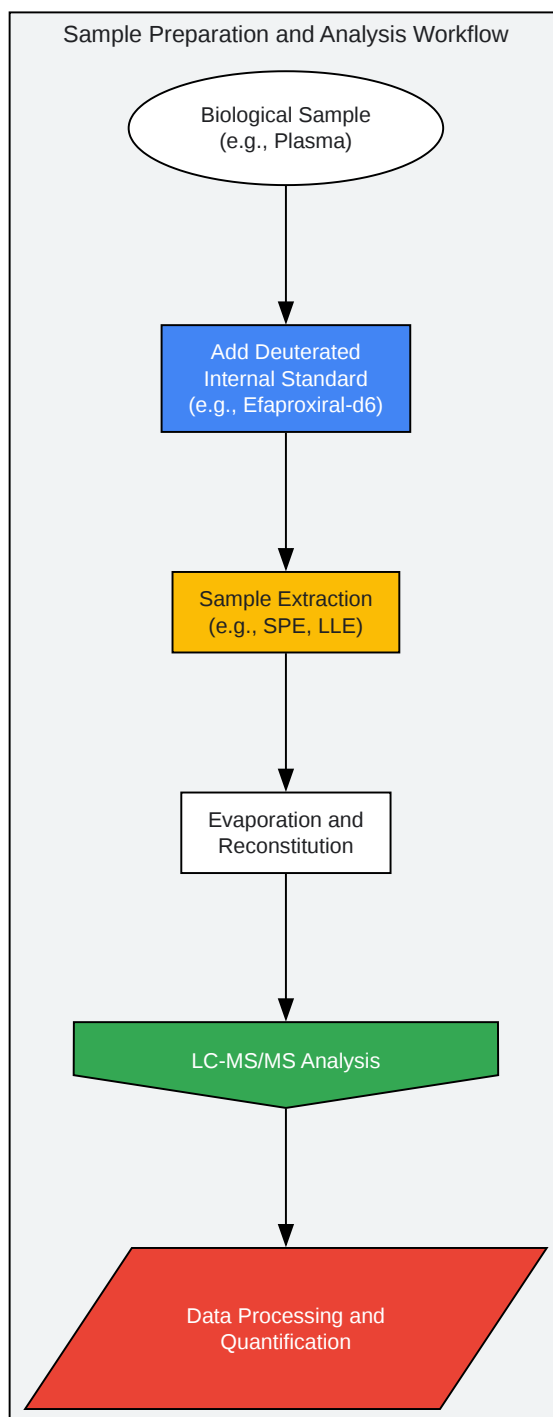 Sample Preparation and Analysis Workflow
Biological Sample
(e.g., Plasma)
Add Deuterated
Internal Standard
(e.g., Efaproxiral-d6)
Sample Extraction
(e.g., SPE, LLE)
Evaporation and
Reconstitution
LC-MS/MS Analysis
Data Processing and
Quantification